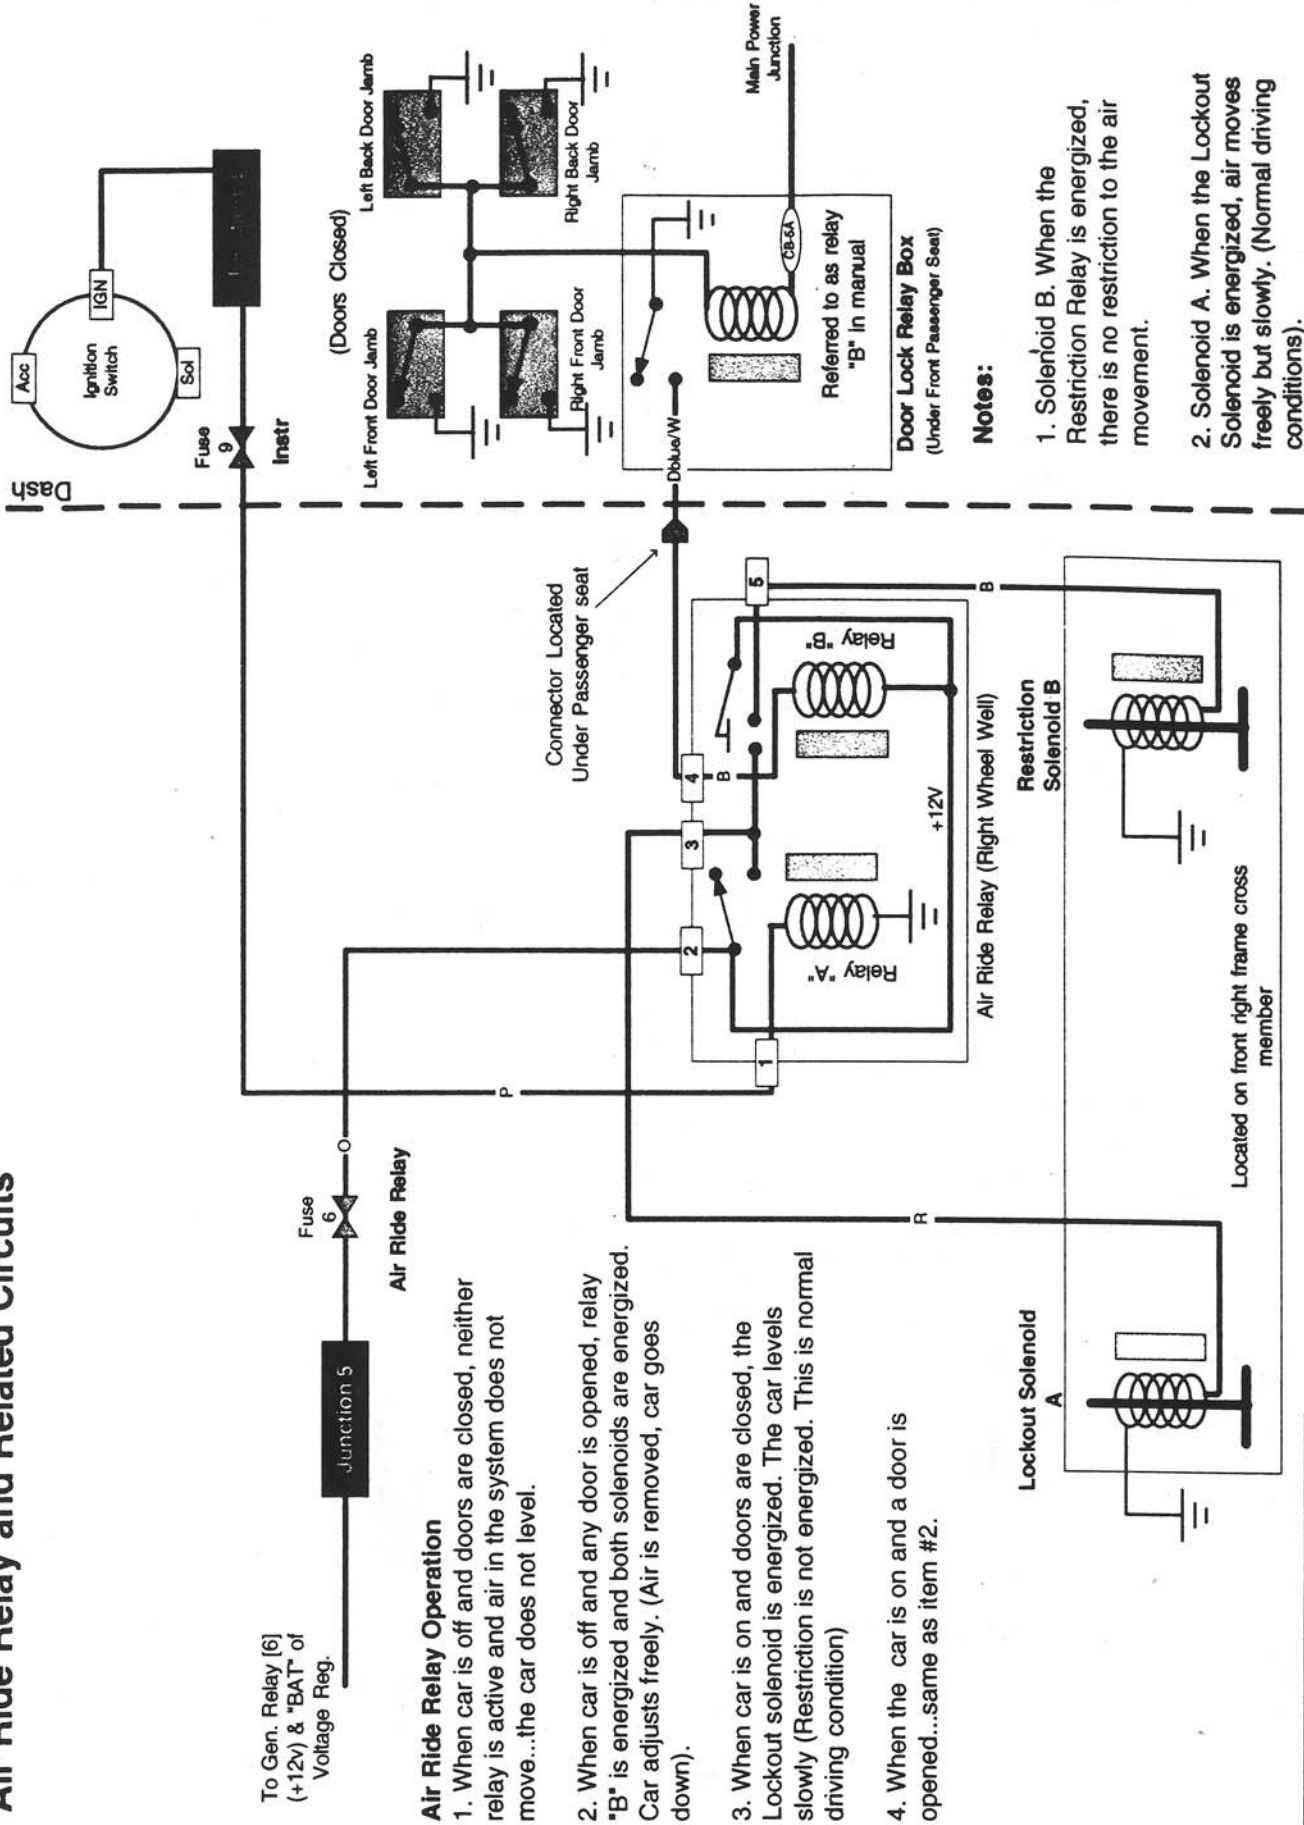 Air Ride Relay and Related Circuits
To Gen. Relay [6]
(+12v) & "BAT" of
Voltage Reg.
Junction 5
Fuse
6
O
Air Ride Relay
Air Ride Relay Operation
1. When car is off and doors are closed, neither
relay is active and air in the system does not
move...the car does not level.
2. When car is off and any door is opened, relay
"B" is energized and both solenoids are energized.
Car adjusts freely. (Air is removed, car goes
down).
3. When car is on and doors are closed, the
Lockout solenoid is energized. The car levels
slowly (Restriction is not energized. This is normal
driving condition)
4. When the car is on and a door is
opened...same as item #2.
Dash
Acc
Ignition
Switch
IGN
Sol
Fuse
9
Instr
P
(Doors Closed)
Left Front Door Jamb
Left Back Door Jamb
Right Front Door
Jamb
Right Back Door
Jamb
Main Power
Junction
CB-5A
Dblue/W
Referred to as relay
"B" in manual
Door Lock Relay Box
(Under Front Passenger Seat)
Connector Located
Under Passenger seat
1
2
3
4
5
B
Relay "A"
Relay "B"
+12V
Air Ride Relay (Right Wheel Well)
R
B
Lockout Solenoid
A
Restriction
Solenoid B
Located on front right frame cross
member
Notes:
1. Solenoid B. When the
Restriction Relay is energized,
there is no restriction to the air
movement.
2. Solenoid A. When the Lockout
Solenoid is energized, air moves
freely but slowly. (Normal driving
conditions).